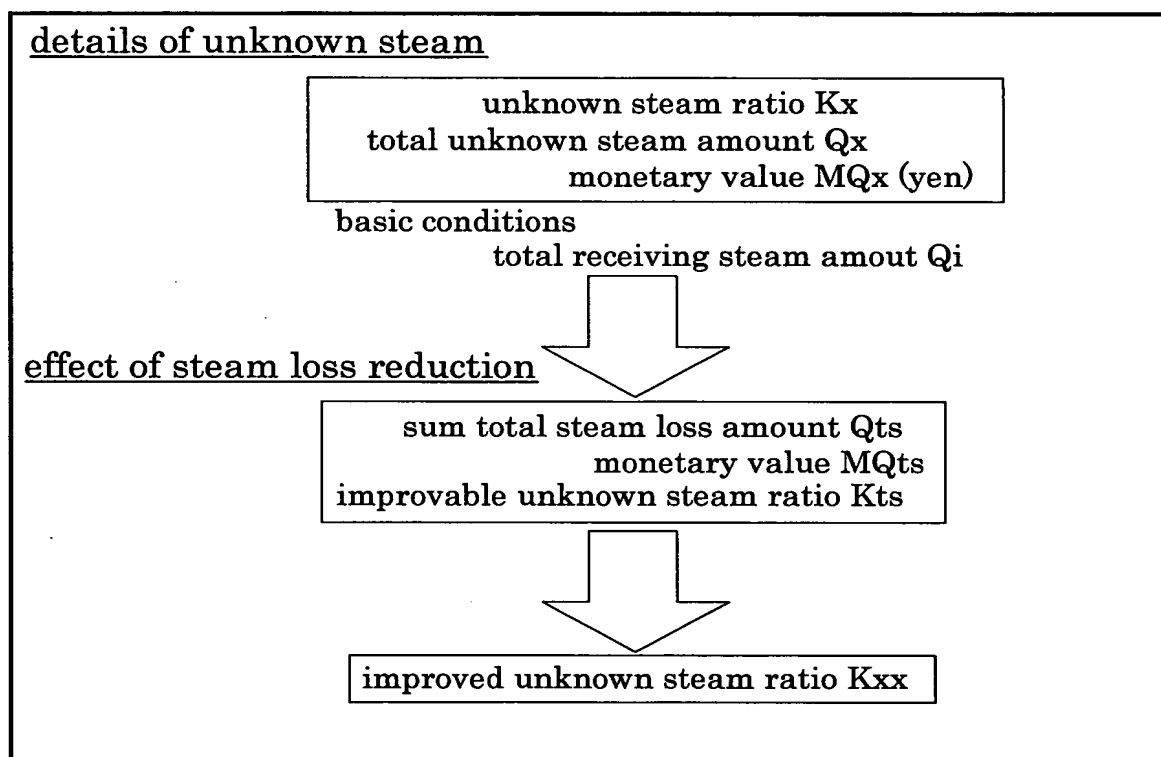 details of unknown steam
unknown steam ratio Kx
total unknown steam amount Qx
monetary value MQx (yen)
basic conditions
total receiving steam amout Qi
effect of steam loss reduction
sum total steam loss amount Qts
monetary value MQts
improvable unknown steam ratio Kts
improved unknown steam ratio Kxx